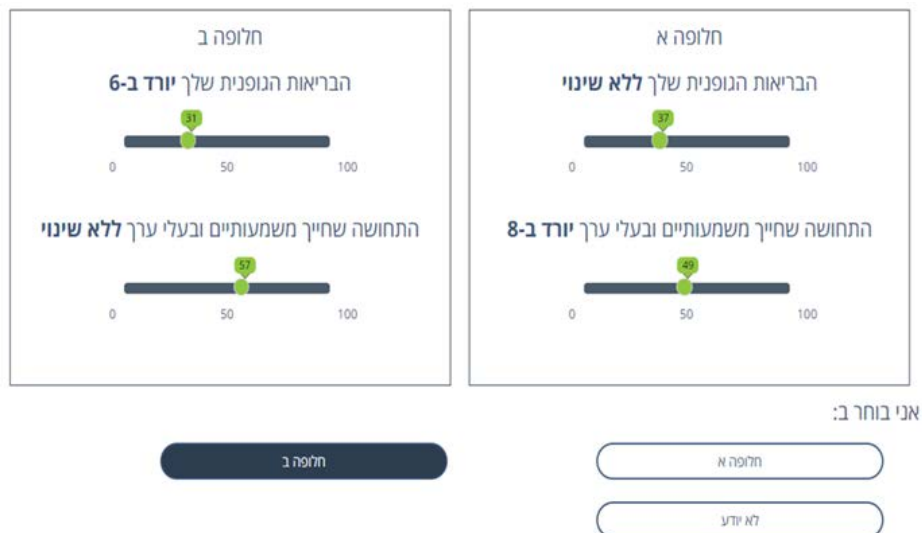 חלופה א
הבריאות הגופנית שלך ללא שינוי
37
0 50 100
התחושה שחייך משמעותיים ובעלי ערך יורד ב-8
49
0 50 100
חלופה ב
הבריאות הגופנית שלך יורד ב-6
31
0 50 100
התחושה שחייך משמעותיים ובעלי ערך ללא שינוי
57
0 50 100
אני בוחר ב:
חלופה א
חלופה ב
לא יודע